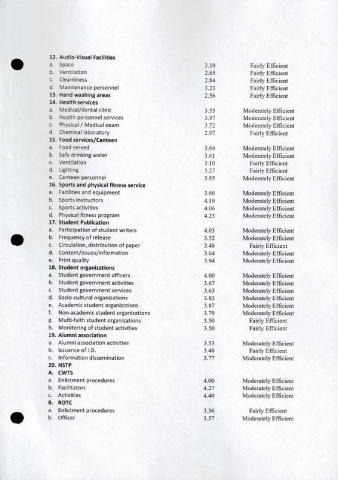 12. Audio-Visual Facilities
a. Space 3.10 Fairly Efficient
b. Ventilation 2.65 Fairly Efficient
c. Cleanliness 2.84 Fairly Efficient
d. Maintenance personnel 3.23 Fairly Efficient
13. Hand washing areas 2.56 Fairly Efficient
14. Health services
a. Medical/dental clinic 3.55 Moderately Efficient
b. Health personnel services 3.97 Moderately Efficient
c. Physical / Medical exam 3.72 Moderately Efficient
d. Chemical laboratory 2.97 Fairly Efficient
15. Food services/Canteen
a. Food served 3.64 Moderately Efficient
b. Safe drinking water 3.61 Moderately Efficient
c. Ventilation 3.10 Fairly Efficient
d. Lighting 3.27 Fairly Efficient
e. Canteen personnel 3.85 Moderately Efficient
16. Sports and physical fitness service
a. Facilities and equipment 3.66 Moderately Efficient
b. Sports instructors 4.19 Moderately Efficient
c. Sports activities 4.06 Moderately Efficient
d. Physical fitness program 4.23 Moderately Efficient
17. Student Publication
a. Participation of student writers 4.03 Moderately Efficient
b. Frequency of release 3.52 Moderately Efficient
c. Circulation, distribution of paper 3.48 Fairly Efficient
d. Content/issues/information 3.64 Moderately Efficient
e. Print quality 3.94 Moderately Efficient
18. Student organizations
a. Student government officers 4.00 Moderately Efficient
b. Student government activities 3.67 Moderately Efficient
c. Student government services 3.63 Moderately Efficient
d. Socio-cultural organizations 3.83 Moderately Efficient
e. Academic student organizations 3.87 Moderately Efficient
f. Non-academic student organizations 3.79 Moderately Efficient
g. Multi-faith student organizations 3.50 Fairly Efficient
h. Monitoring of student activities 3.50 Fairly Efficient
19. Alumni association
a. Alumni association activities 3.53 Moderately Efficient
b. Issuance of I.D. 3.48 Fairly Efficient
c. Information dissemination 3.77 Moderately Efficient
20. NSTP
A. CWTS
a. Enlistment procedures 4.00 Moderately Efficient
b. Facilitators 4.27 Moderately Efficient
c. Activities 4.40 Moderately Efficient
B. ROTC
a. Enlistment procedures 3.36 Fairly Efficient
b. Officer 3.57 Moderately Efficient